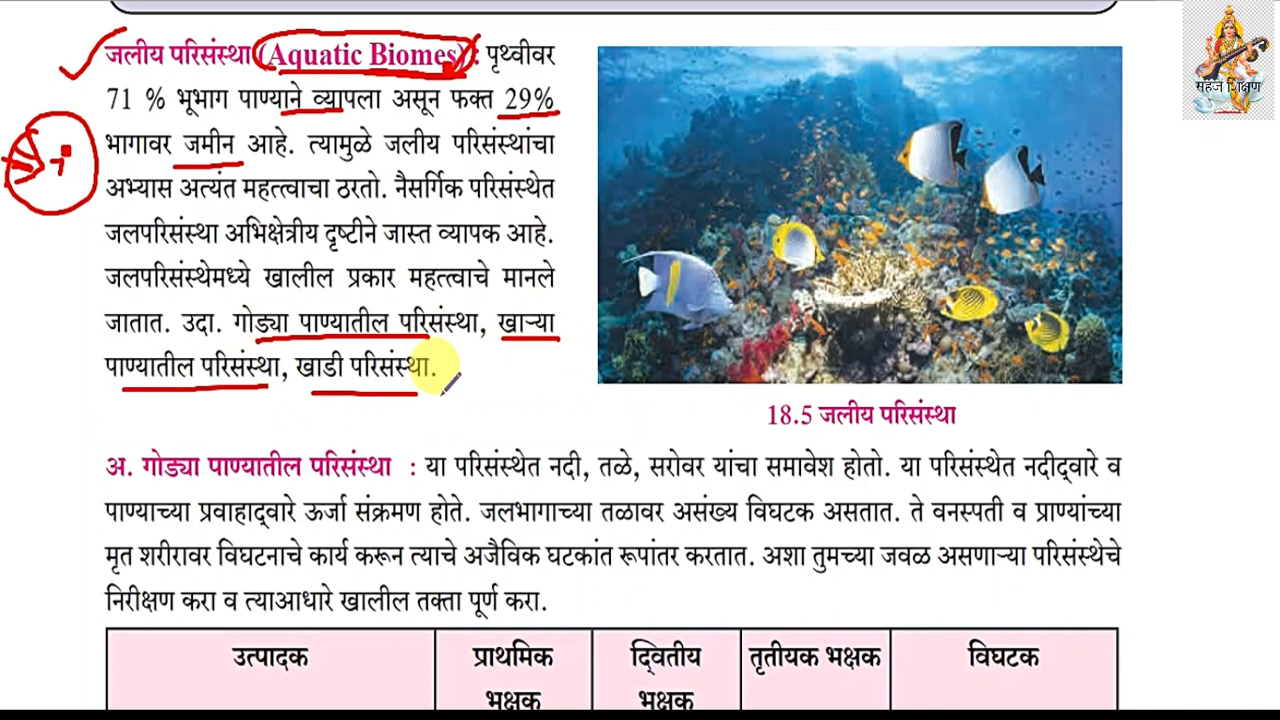 जलीय परिसंस्था (Aquatic Biomes) : पृथ्वीवर
71 % भूभाग पाण्याने व्यापला असून फक्त 29%
भागावर जमीन आहे. त्यामुळे जलीय परिसंस्थांचा
अभ्यास अत्यंत महत्त्वाचा ठरतो. नैसर्गिक परिसंस्थेत
जलपरिसंस्था अभिक्षेत्रीय दृष्टीने जास्त व्यापक आहे.
जलपरिसंस्थेमध्ये खालील प्रकार महत्त्वाचे मानले
जातात. उदा. गोड्या पाण्यातील परिसंस्था, खाऱ्या
पाण्यातील परिसंस्था, खाडी परिसंस्था.
सहज शिक्षण
18.5 जलीय परिसंस्था
अ. गोड्या पाण्यातील परिसंस्था : या परिसंस्थेत नदी, तळे, सरोवर यांचा समावेश होतो. या परिसंस्थेत नदीद्वारे व
पाण्याच्या प्रवाहाद्वारे ऊर्जा संक्रमण होते. जलभागाच्या तळावर असंख्य विघटक असतात. ते वनस्पती व प्राण्यांच्या
मृत शरीरावर विघटनाचे कार्य करून त्याचे अजैविक घटकांत रूपांतर करतात. अशा तुमच्या जवळ असणाऱ्या परिसंस्थेचे
निरीक्षण करा व त्याआधारे खालील तक्ता पूर्ण करा.
उत्पादक
प्राथमिक
भक्षक
द्वितीय
भक्षक
तृतीयक भक्षक
विघटक